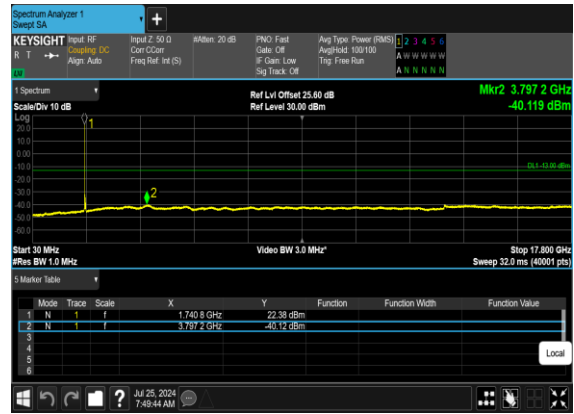 Spectrum Analyzer 1
Swept SA
+
KEYSIGHT Input: RF Input Z: 50 Ω #Atten: 20 dB PNO: Fast Avg Type: Power (RMS) 1 2 3 4 5 6
R T Coupling: DC Corr CCorr Gate: Off Avg|Hold: 100/100 A W W W W W
Align: Auto Freq Ref: Int (S) IF Gain: Low Trig: Free Run
Sig Track: Off A N N N N N
1 Spectrum Ref Lvl Offset 25.60 dB Mkr2 3.797 2 GHz
Scale/Div 10 dB Ref Level 30.00 dBm -40.119 dBm
Log
1
20.0
10.0
0.00
-10.0
DL1 -13.00 dBm
-20.0
-30.0
2
-40.0
-50.0
-60.0
Start 30 MHz Video BW 3.0 MHz* Stop 17.800 GHz
#Res BW 1.0 MHz Sweep 32.0 ms (40001 pts)
5 Marker Table
Mode Trace Scale X Y Function Function Width Function Value
1 N 1 f 1.740 8 GHz 22.38 dBm
2 N 1 f 3.797 2 GHz -40.12 dBm
3
4
5
6
Local
? Jul 25, 2024
7:49:44 AM